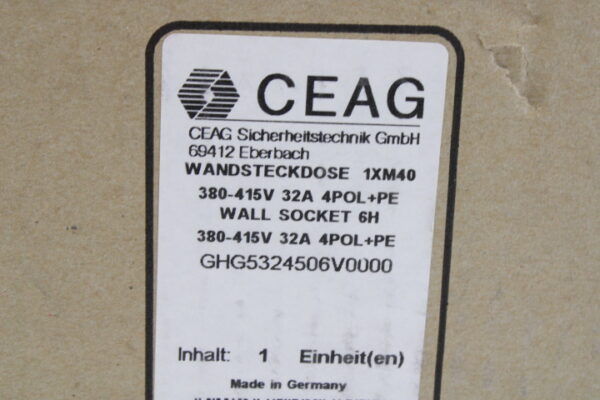 CEAG
CEAG Sicherheitstechnik GmbH
69412 Eberbach
WANDSTECKDOSE 1XM40
380-415V 32A 4POL+PE
WALL SOCKET 6H
380-415V 32A 4POL+PE
GHG5324506V0000
Inhalt: 1 Einheit(en)
Made in Germany